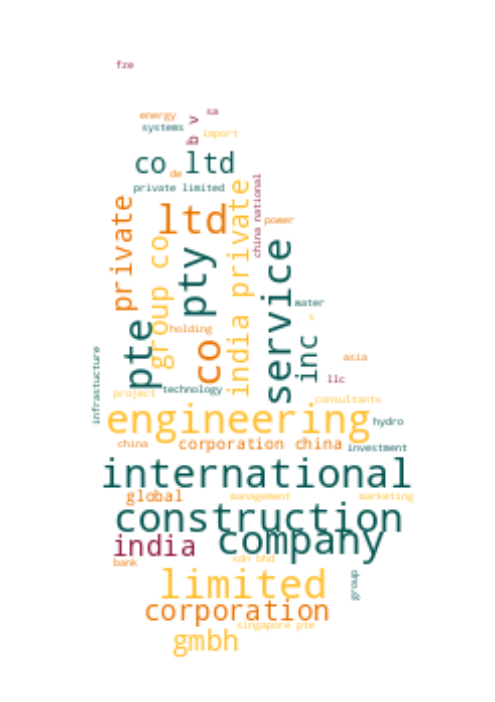 fze
sa
energy
b v
systems
import
co ltd
de
private limited
china national
private
ltd
india private
power
group co
co pty
service
pte
water
s
holding
inc
infrastucture
asia
llc
project
technology
consultants
engineering
hydro
china
corporation china
investment
international
global
management
marketing
construction
company
india
sdn bhd
bank
group
limited
corporation
singapore pte
gmbh